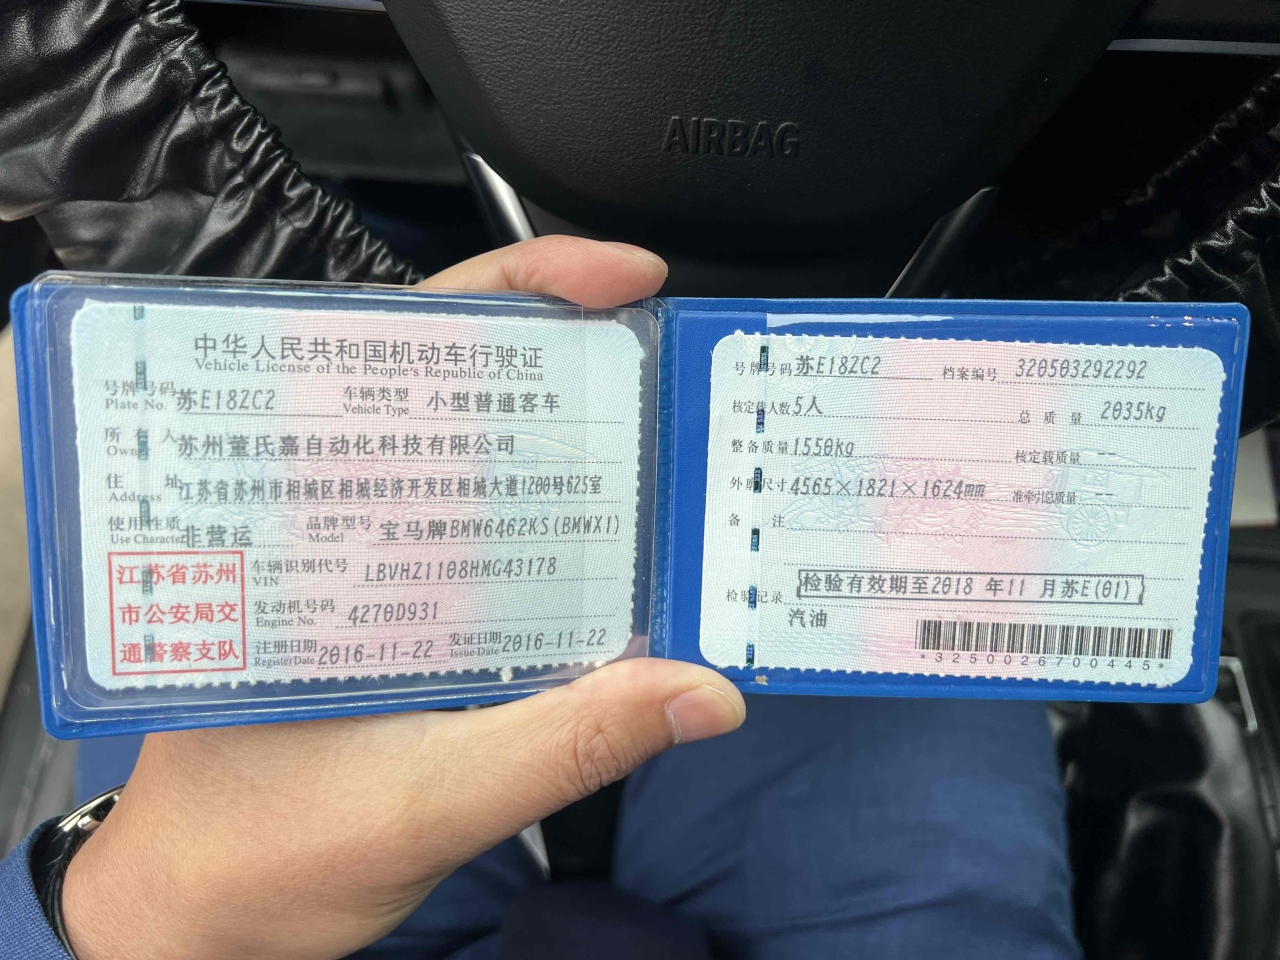 AIRBAG
中华人民共和国机动车行驶证
Vehicle License of the People's Republic of China
号牌号码 苏E18ZC2 车辆类型 小型普通客车
Plate No. Vehicle Type
所有人 苏州董氏嘉自动化科技有限公司
Owner
住址 江苏省苏州市相城区相城经济开发区相城大道1200号625室
Address
使用性质 非营运 品牌型号 宝马牌BMW6462KS(BMWX1)
Use Character Model
江苏省苏州
市公安局交
通警察支队
车辆识别代号 LBVHZ1108HMG43178
VIN
发动机号码 4270D931
Engine No.
注册日期 2016-11-22 发证日期 2016-11-22
Register Date Issue Date
号牌号码 苏E18ZC2 档案编号 320503292292
核定载人数 5人 总质量 2035kg
整备质量 1550kg 核定载质量 --
外廓尺寸 4565×1821×1624mm 准牵引总质量 --
备注
检验记录 检验有效期至2018 年11 月苏E(01)
汽油
*3250026700445*